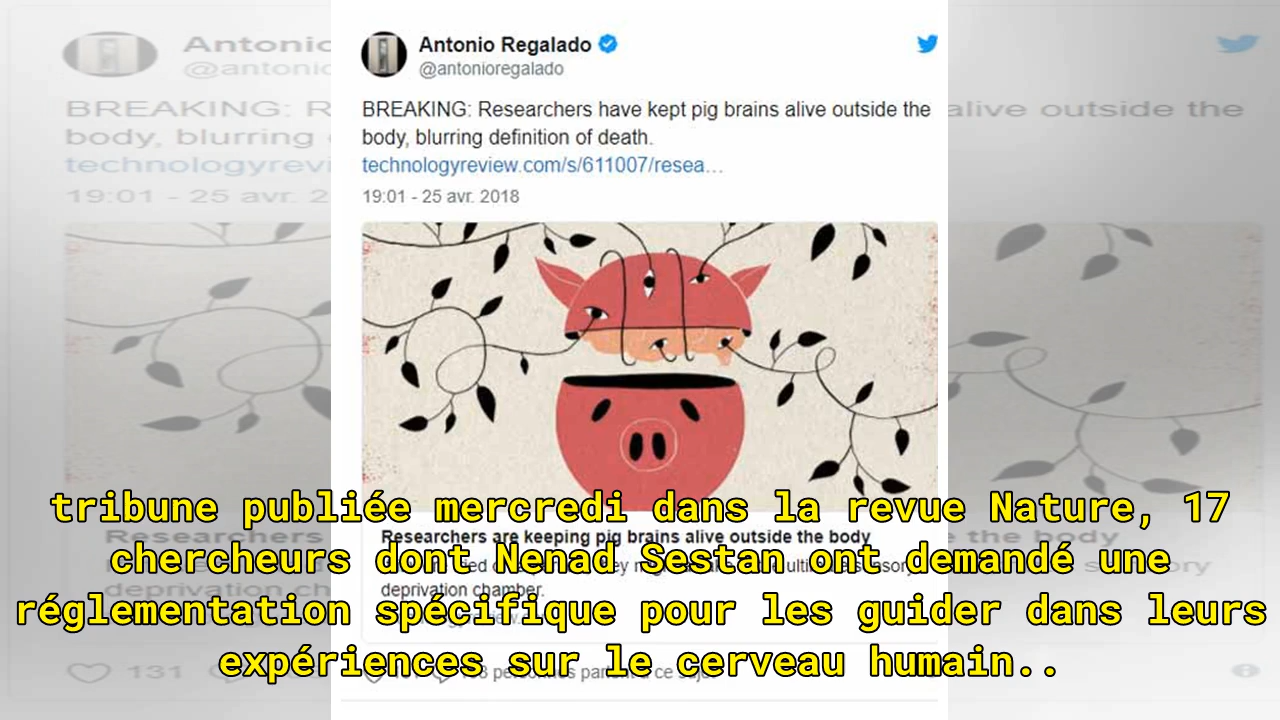 Antonio Regalado
@antonioregalado
BREAKING: Researchers have kept pig brains alive outside the
body, blurring definition of death.
technologyreview.com/s/611007/resea…
19:01 - 25 avr. 2018
tribune publiée mercredi dans la revue Nature, 17
Researchers are keeping pig brains alive outside the body
chercheurs dont Nenad Sestan ont demandé une
deprivation chamber.
réglementation spécifique pour les guider dans leurs
expériences sur le cerveau humain..
131